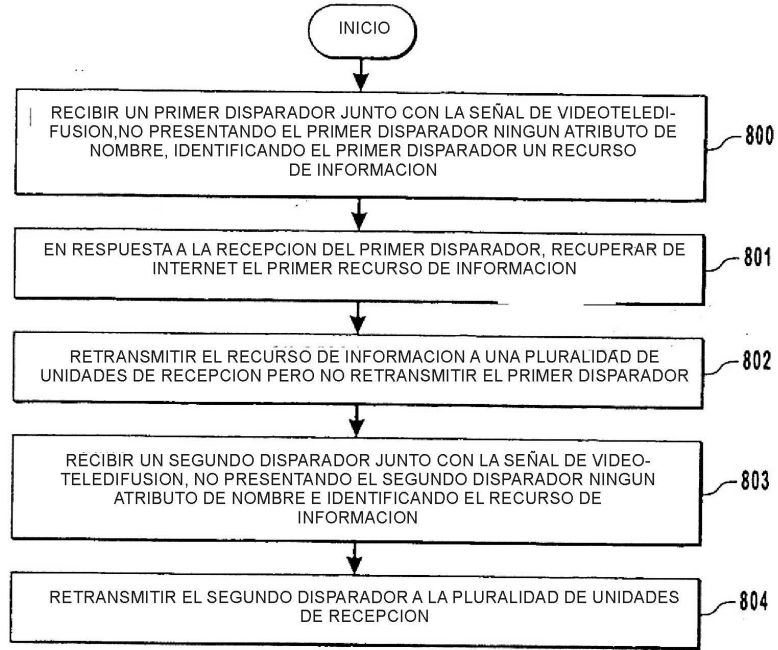 INICIO
RECIBIR UN PRIMER DISPARADOR JUNTO CON LA SEÑAL DE VIDEOTELEDI-
FUSION,NO PRESENTANDO EL PRIMER DISPARADOR NINGUN ATRIBUTO DE
NOMBRE, IDENTIFICANDO EL PRIMER DISPARADOR UN RECURSO
DE INFORMACION
800
EN RESPUESTA A LA RECEPCION DEL PRIMER DISPARADOR, RECUPERAR DE
INTERNET EL PRIMER RECURSO DE INFORMACION
801
RETRANSMITIR EL RECURSO DE INFORMACION A UNA PLURALIDAD DE
UNIDADES DE RECEPCION PERO NO RETRANSMITIR EL PRIMER DISPARADOR
802
RECIBIR UN SEGUNDO DISPARADOR JUNTO CON LA SEÑAL DE VIDEO-
TELEDIFUSION, NO PRESENTANDO EL SEGUNDO DISPARADOR NINGUN
ATRIBUTO DE NOMBRE E IDENTIFICANDO EL RECURSO DE
INFORMACION
803
RETRANSMITIR EL SEGUNDO DISPARADOR A LA PLURALIDAD DE UNIDADES
DE RECEPCION
804